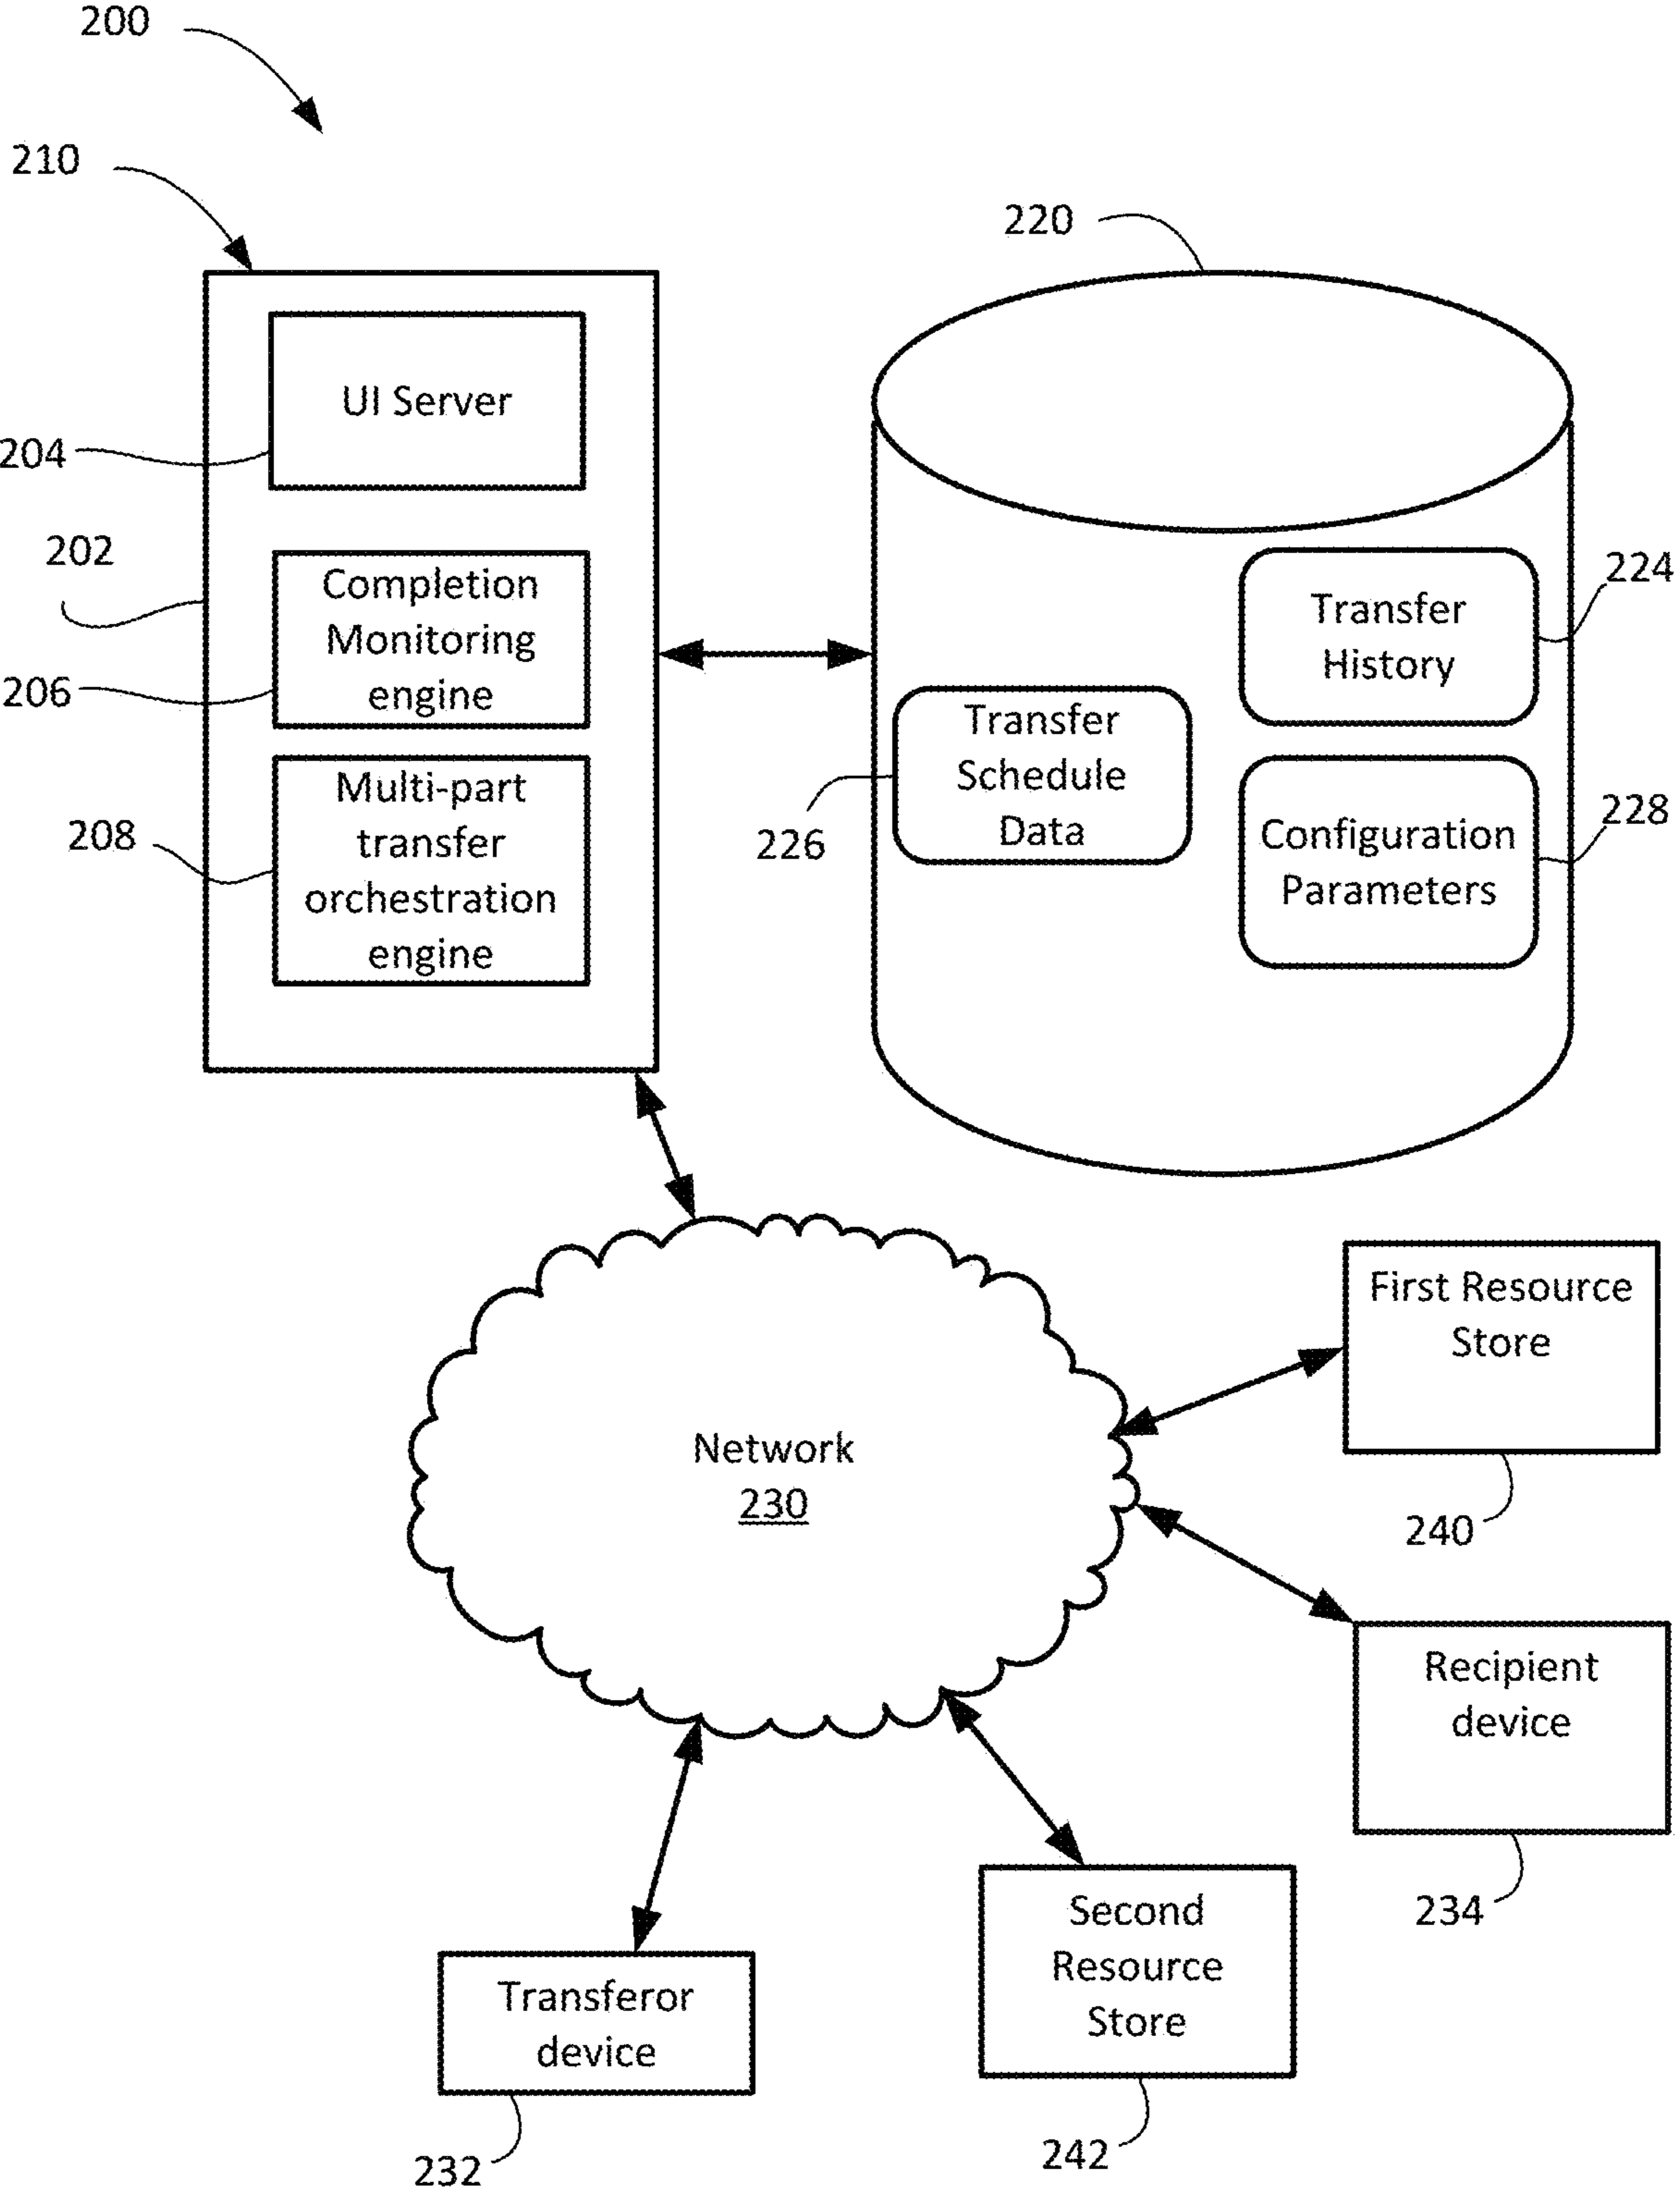 200
210
220
UI Server
204
202
Completion
Monitoring
engine
206
Multi-part
transfer
orchestration
engine
208
Transfer
History
224
Transfer
Schedule
Data
226
Configuration
Parameters
228
Network
230
First Resource
Store
240
Recipient
device
234
Second
Resource
Store
242
Transferor
device
232